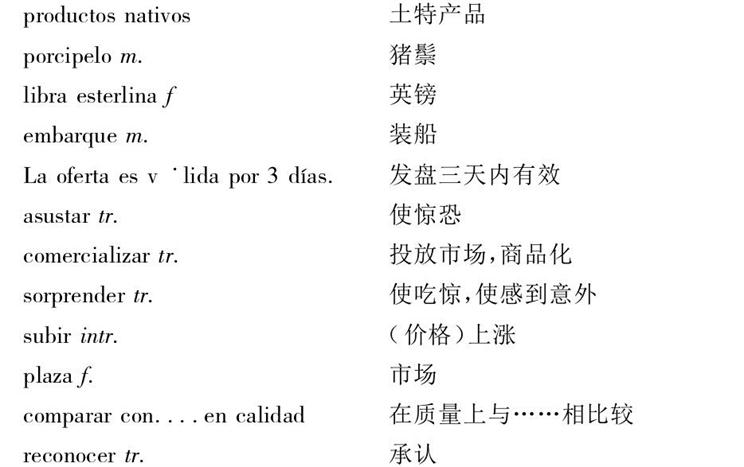 productos nativos 土特产品
porcipelo m. 猪鬃
libra esterlina f 英镑
embarque m. 装船
La oferta es v ˙lida por 3 días. 发盘三天内有效
asustar tr. 使惊恐
comercializar tr. 投放市场,商品化
sorprender tr. 使吃惊,使感到意外
subir intr. (价格)上涨
plaza f. 市场
comparar con. . . . en calidad 在质量上与……相比较
reconocer tr. 承认